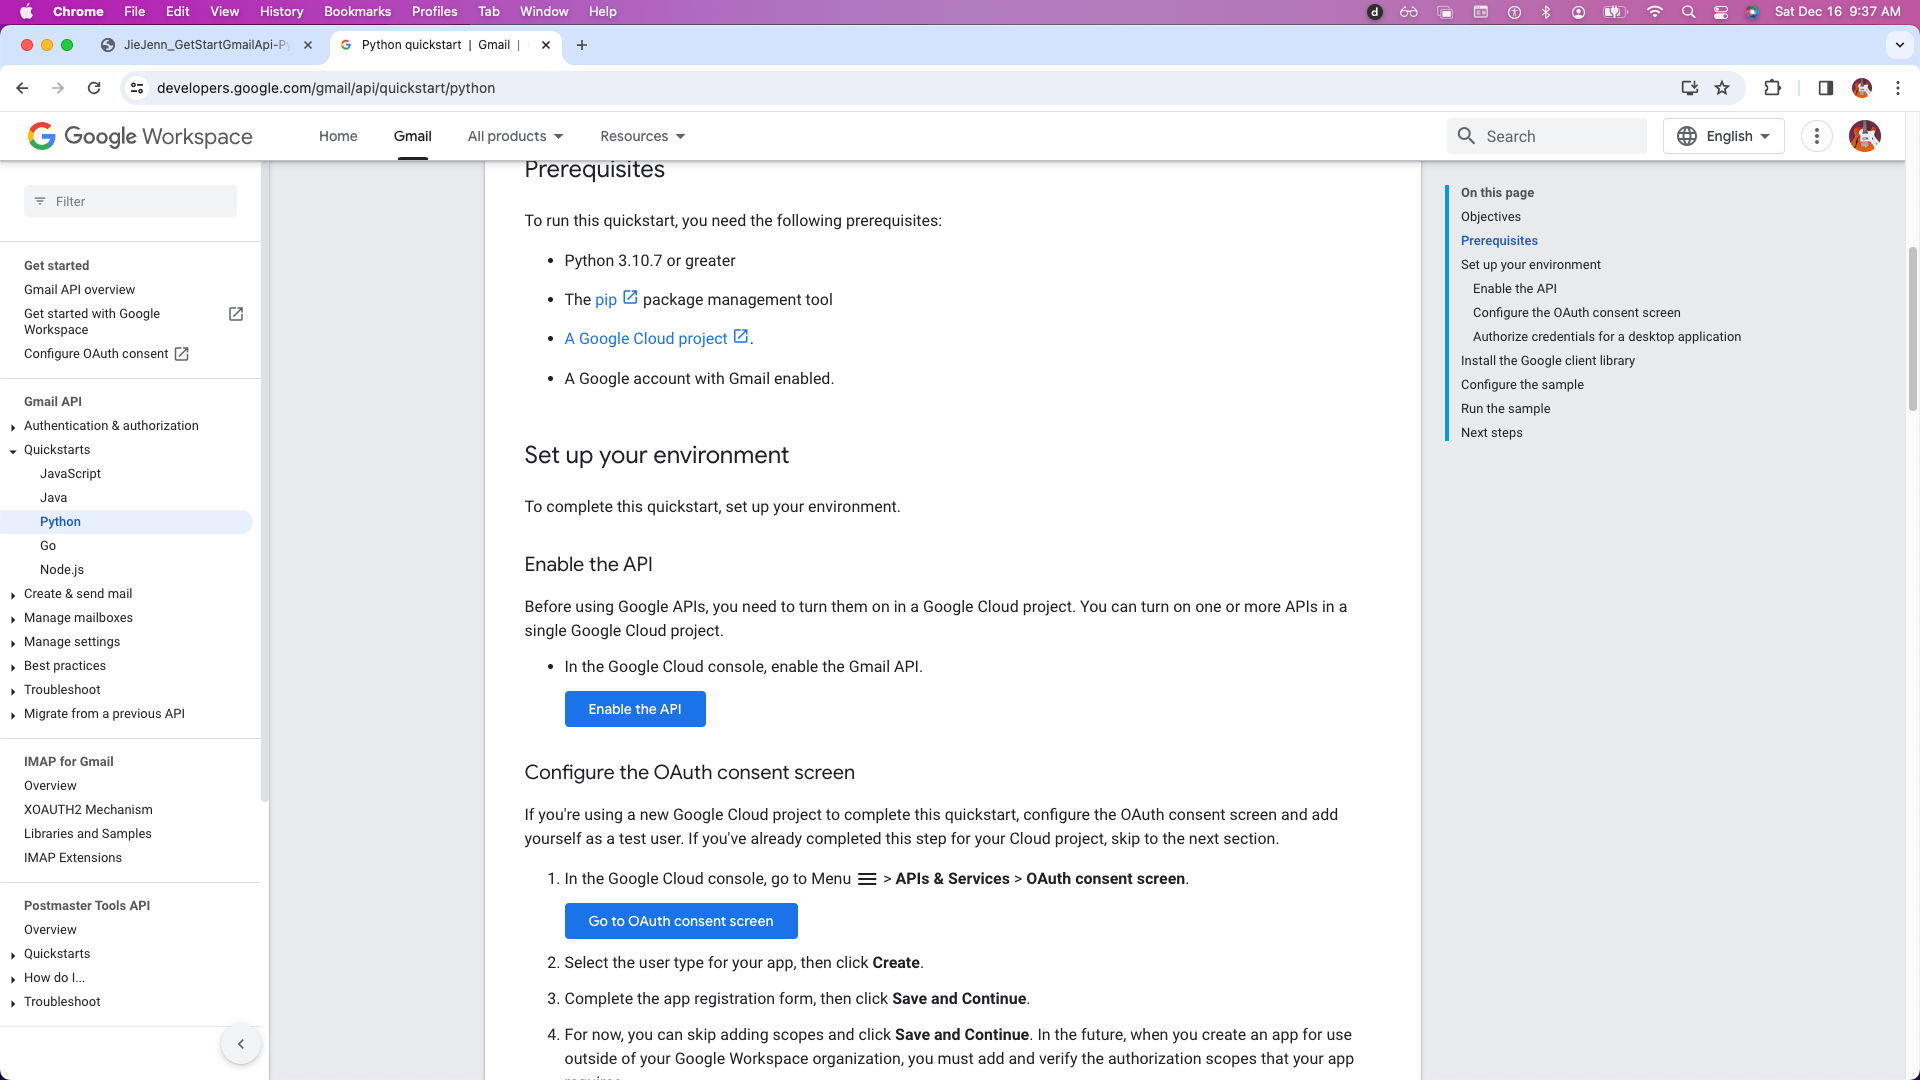 Chrome File Edit View History Bookmarks Profiles Tab Window Help
Sat Dec 16 9:37 AM
JieJenn_GetStartGmailApi-P
Python quickstart | Gmail |
developers.google.com/gmail/api/quickstart/python
Google Workspace
Home Gmail All products Resources
Search
English
Filter
Get started
Gmail API overview
Get started with Google
Workspace
Configure OAuth consent
Gmail API
Authentication & authorization
Quickstarts
JavaScript
Java
Python
Go
Node.js
Create & send mail
Manage mailboxes
Manage settings
Best practices
Troubleshoot
Migrate from a previous API
IMAP for Gmail
Overview
XOAUTH2 Mechanism
Libraries and Samples
IMAP Extensions
Postmaster Tools API
Overview
Quickstarts
How do I...
Troubleshoot
Prerequisites
To run this quickstart, you need the following prerequisites:
• Python 3.10.7 or greater
• The pip package management tool
• A Google Cloud project .
• A Google account with Gmail enabled.
Set up your environment
To complete this quickstart, set up your environment.
Enable the API
Before using Google APIs, you need to turn them on in a Google Cloud project. You can turn on one or more APIs in a
single Google Cloud project.
• In the Google Cloud console, enable the Gmail API.
Enable the API
Configure the OAuth consent screen
If you're using a new Google Cloud project to complete this quickstart, configure the OAuth consent screen and add
yourself as a test user. If you've already completed this step for your Cloud project, skip to the next section.
1. In the Google Cloud console, go to Menu > APIs & Services > OAuth consent screen.
Go to OAuth consent screen
2. Select the user type for your app, then click Create.
3. Complete the app registration form, then click Save and Continue.
4. For now, you can skip adding scopes and click Save and Continue. In the future, when you create an app for use
outside of your Google Workspace organization, you must add and verify the authorization scopes that your app
On this page
Objectives
Prerequisites
Set up your environment
Enable the API
Configure the OAuth consent screen
Authorize credentials for a desktop application
Install the Google client library
Configure the sample
Run the sample
Next steps